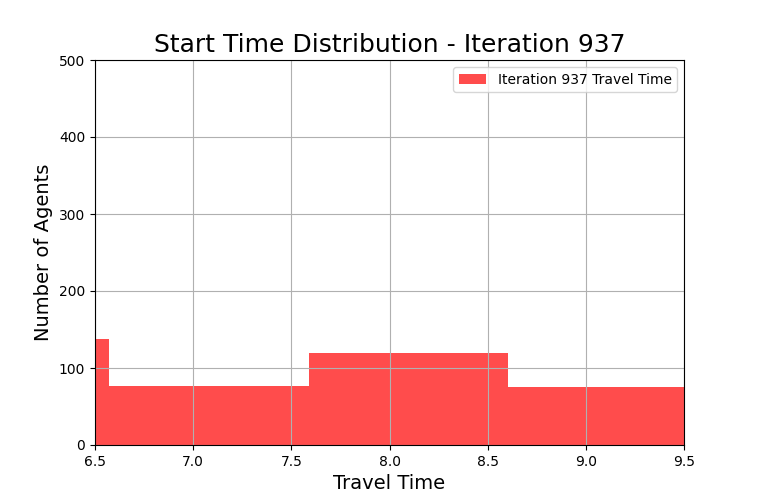 Start Time Distribution - Iteration 937
Iteration 937 Travel Time
Number of Agents
500
400
300
200
100
0
6.5 7.0 7.5 8.0 8.5 9.0 9.5
Travel Time